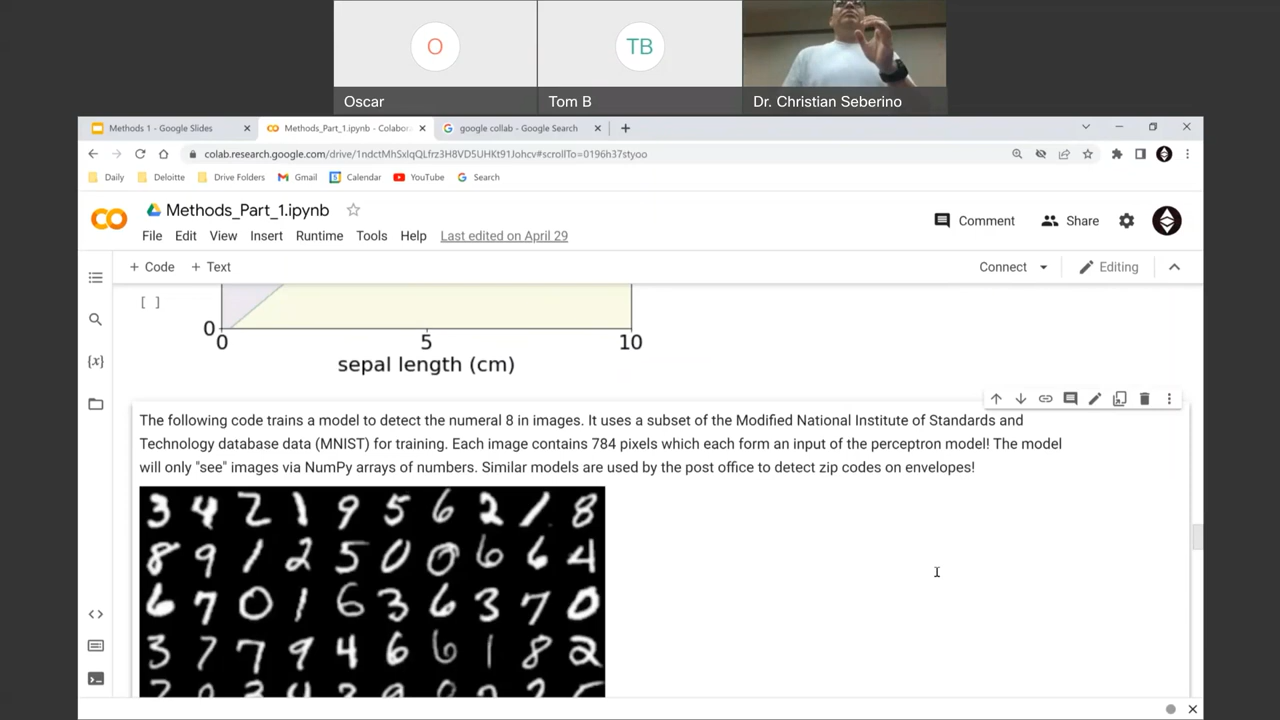 O
TB
Oscar
Tom B
Dr. Christian Seberino
Methods 1 - Google Slides
Methods_Part_1.ipynb - Colabora
google collab - Google Search
colab.research.google.com/drive/1ndctMhSxlqQLfrz3H8VD5UHKt91Johcv#scrollTo=0196h37styoo
Daily Deloitte Drive Folders Gmail Calendar YouTube Search
Methods_Part_1.ipynb
Comment Share
File Edit View Insert Runtime Tools Help Last edited on April 29
+ Code + Text Connect Editing
[ ]
0
0 5 10
sepal length (cm)
{x}
The following code trains a model to detect the numeral 8 in images. It uses a subset of the Modified National Institute of Standards and
Technology database data (MNIST) for training. Each image contains 784 pixels which each form an input of the perceptron model! The model
will only "see" images via NumPy arrays of numbers. Similar models are used by the post office to detect zip codes on envelopes!
3 4 2 1 9 5 6 2 1 8
8 9 1 2 5 0 0 6 6 4
6 7 0 1 6 3 6 3 7 0
3 7 7 9 4 6 6 1 8 2